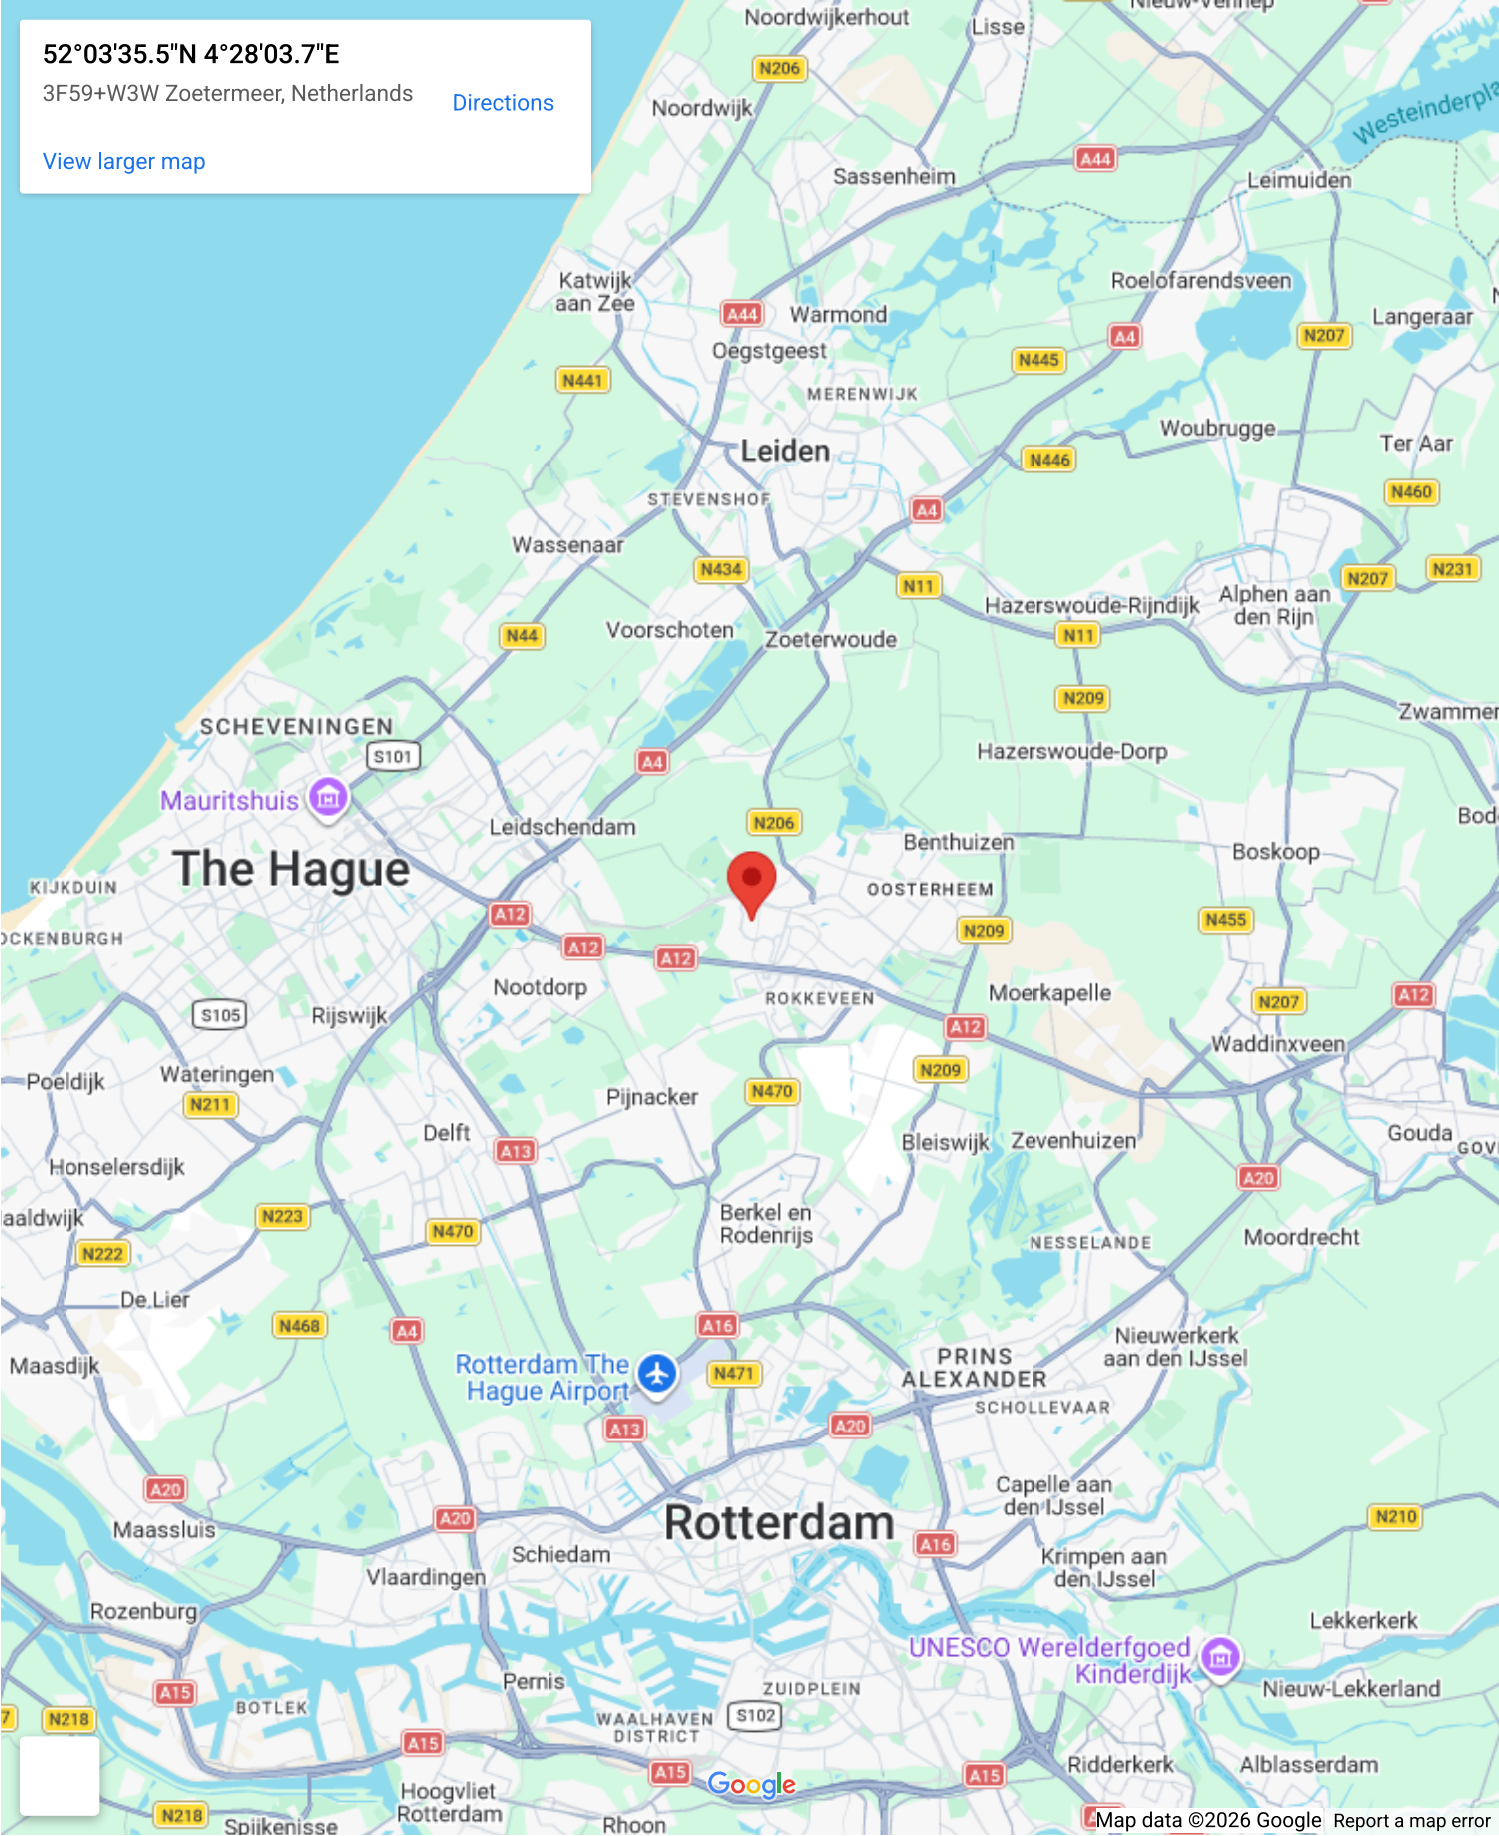 52°03'35.5"N 4°28'03.7"E
3F59+W3W Zoetermeer, Netherlands
Directions
View larger map
Noordwijkerhout
Lisse
N206
Noordwijk
Westeinderpla
A44
Sassenheim
Leimuiden
Katwijk
aan Zee
Roelofarendsveen
A44
Warmond
Langeraar
Oegstgeest
A4
N207
N445
N441
MERENWIJK
Woubrugge
Ter Aar
Leiden
N446
STEVENSHOF
N460
A4
Wassenaar
N434
N11
N207
N231
Hazerswoude-Rijndijk
Alphen aan
den Rijn
N44
Voorschoten
Zoeterwoude
N11
N209
Zwammer
SCHEVENINGEN
S101
A4
Hazerswoude-Dorp
Mauritshuis
Leidschendam
N206
Bod
Benthuizen
Boskoop
The Hague
KIJKDUIN
OOSTERHEEM
A12
N209
N455
OCKENBURGH
A12
A12
Nootdorp
ROKKEVEEN
Moerkapelle
N207
A12
S105
Rijswijk
A12
Waddinxveen
Poeldijk
Wateringen
N209
N211
Pijnacker
N470
Delft
A13
Bleiswijk
Zevenhuizen
Gouda
GOV
Honselersdijk
A20
aaldwijk
N223
N470
Berkel en
Rodenrijs
NESSELANDE
Moordrecht
N222
De Lier
N468
A4
A16
Maasdijk
Rotterdam The
Hague Airport
N471
PRINS
ALEXANDER
Nieuwerkerk
aan den IJssel
SCHOLLEVAAR
A13
A20
A20
Capelle aan
den IJssel
Maassluis
A20
Rotterdam
N210
A16
Schiedam
Vlaardingen
Krimpen aan
den IJssel
Rozenburg
Lekkerkerk
UNESCO Werelderfgoed
Kinderdijk
Pernis
A15
BOTLEK
ZUIDPLEIN
Nieuw-Lekkerland
7
N218
WAALHAVEN
DISTRICT
S102
A15
A15
A15
Ridderkerk
Alblasserdam
Google
Hoogvliet
Rotterdam
N218
Spijkenisse
Rhoon
Map data ©2026 Google
Report a map error